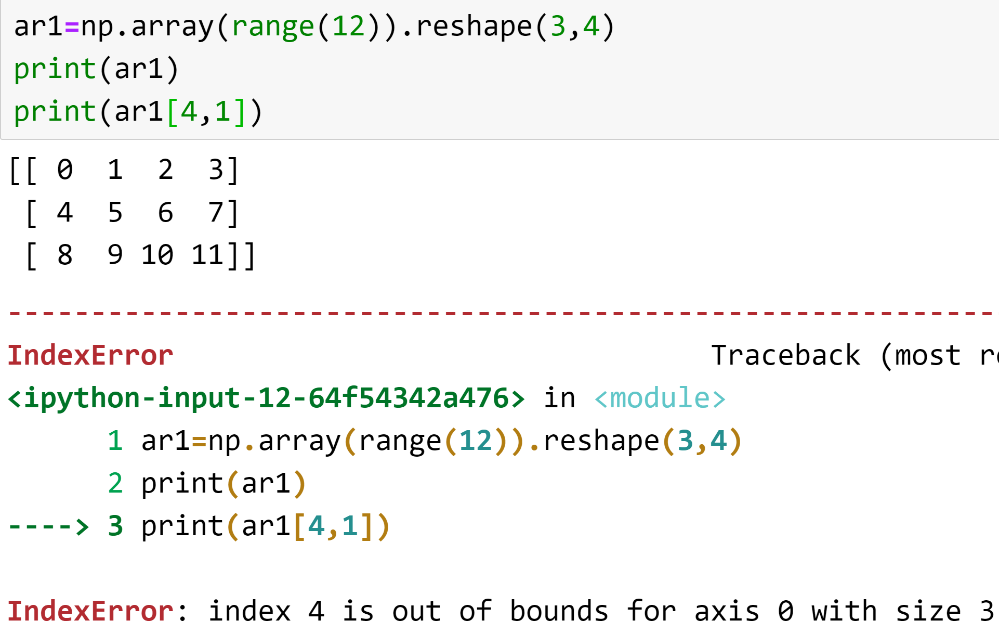 ar1=np.array(range(12)).reshape(3,4)
print(ar1)
print(ar1[4,1])
[[ 0  1  2  3]
 [ 4  5  6  7]
 [ 8  9 10 11]]
-----------------------------------------------------------
IndexError                                Traceback (most
<ipython-input-12-64f54342a476> in <module>
      1 ar1=np.array(range(12)).reshape(3,4)
      2 print(ar1)
----> 3 print(ar1[4,1])
IndexError: index 4 is out of bounds for axis 0 with size 3